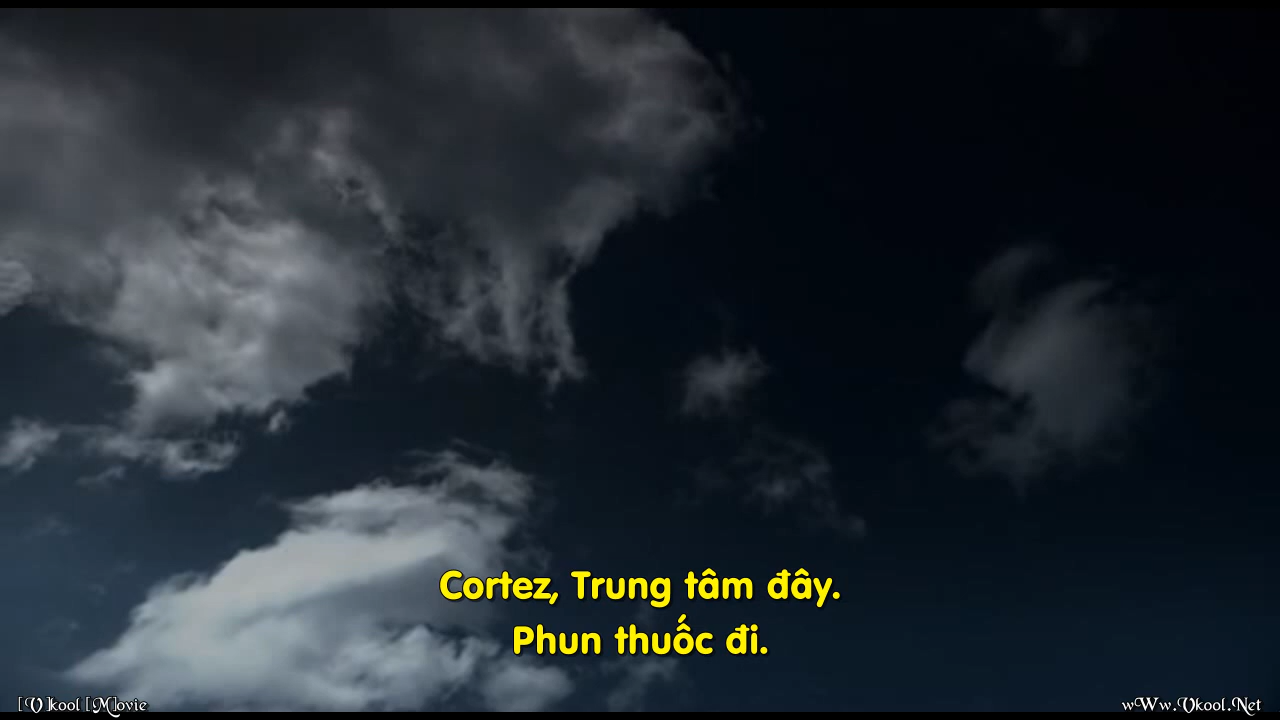 Cortez, Trung tâm đây.
Phun thuốc đi.
[V]kool [M]ovie
wWw.Vkool.Net